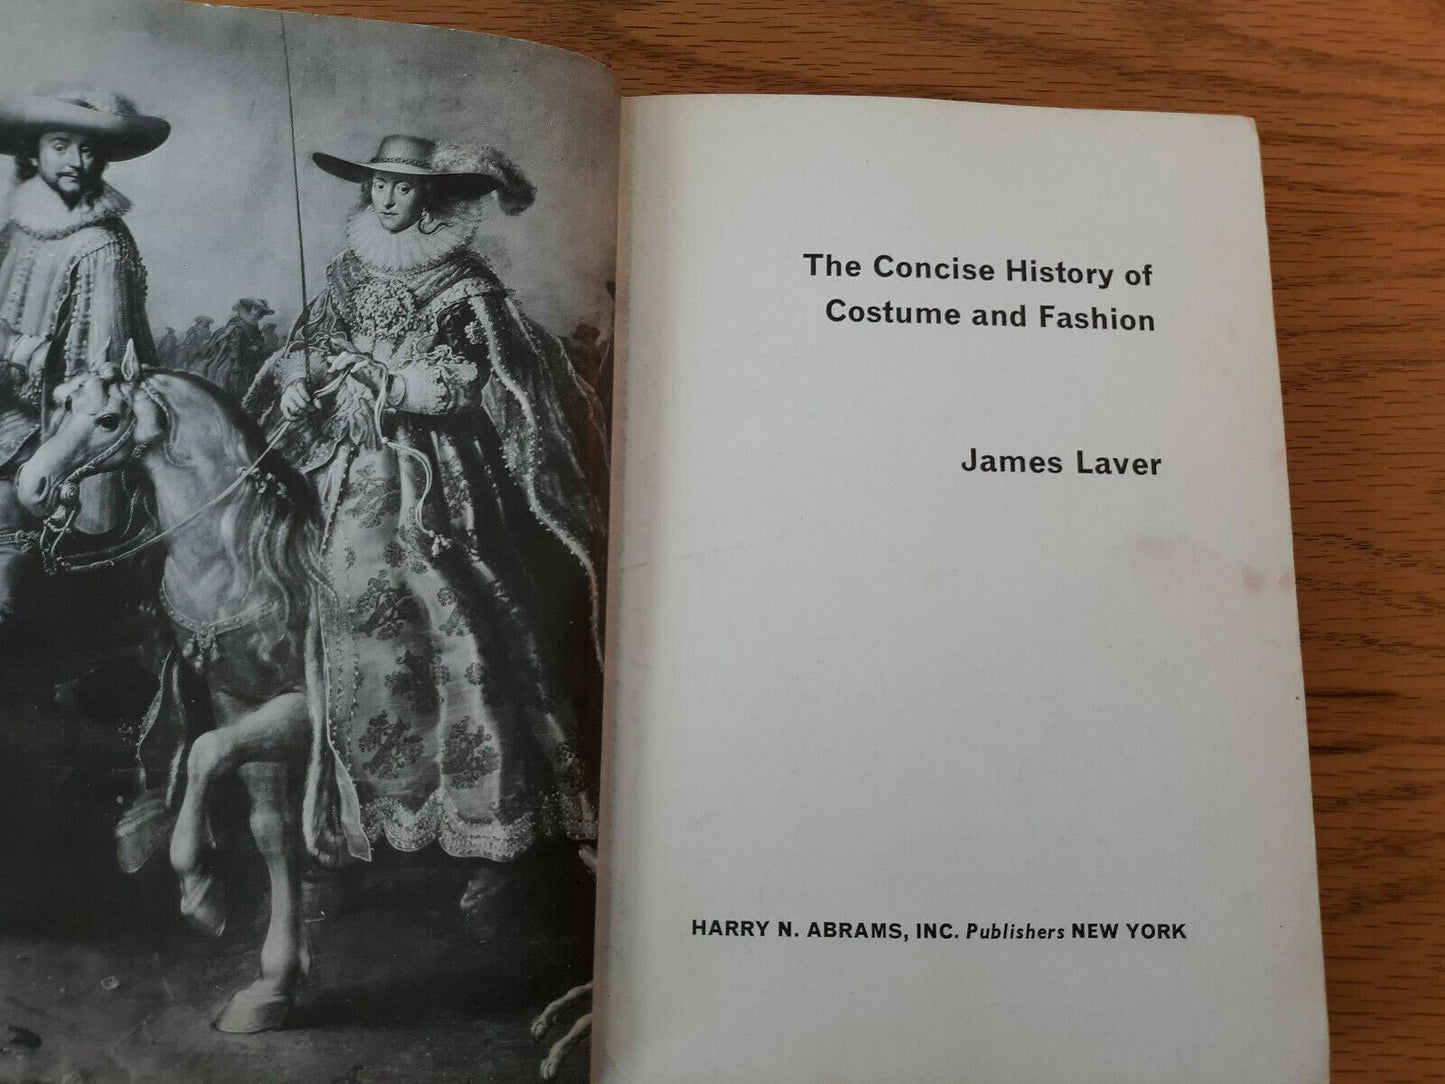 The Concise History of
Costume and Fashion
James Laver
HARRY N. ABRAMS, INC. Publishers NEW YORK